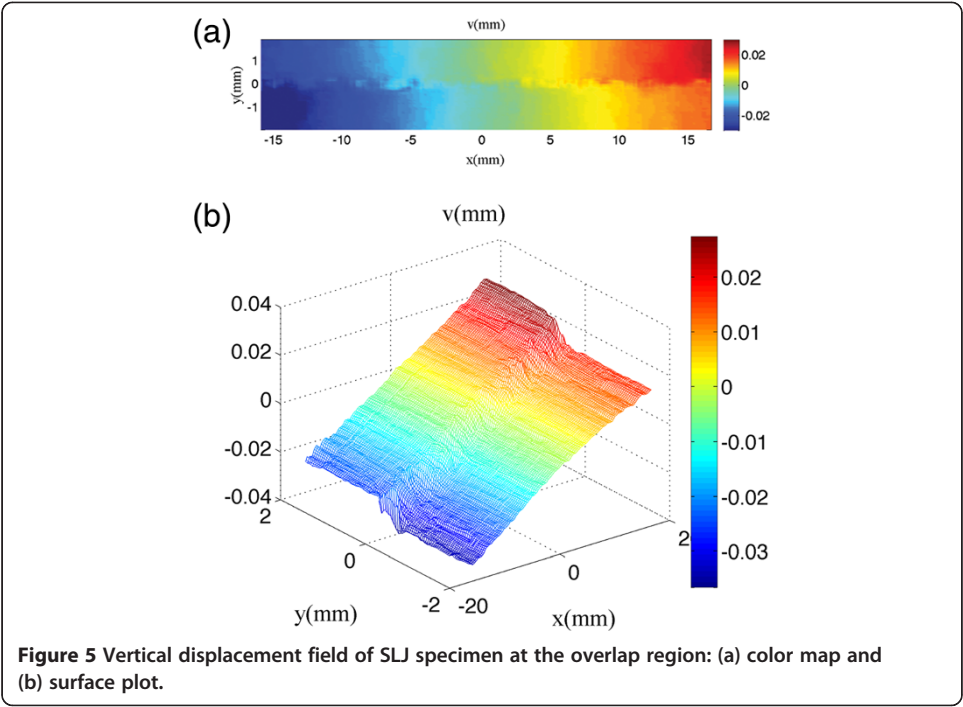 (a)
v(mm)
1
0
-1
y(mm)
-15 -10 -5 0 5 10 15
x(mm)
0.02
0
-0.02
(b)
v(mm)
0.04
0.02
0
-0.02
-0.04
2
0
-2
y(mm)
-20
0
2
x(mm)
0.02
0.01
0
-0.01
-0.02
-0.03
Figure 5 Vertical displacement field of SLJ specimen at the overlap region: (a) color map and
(b) surface plot.